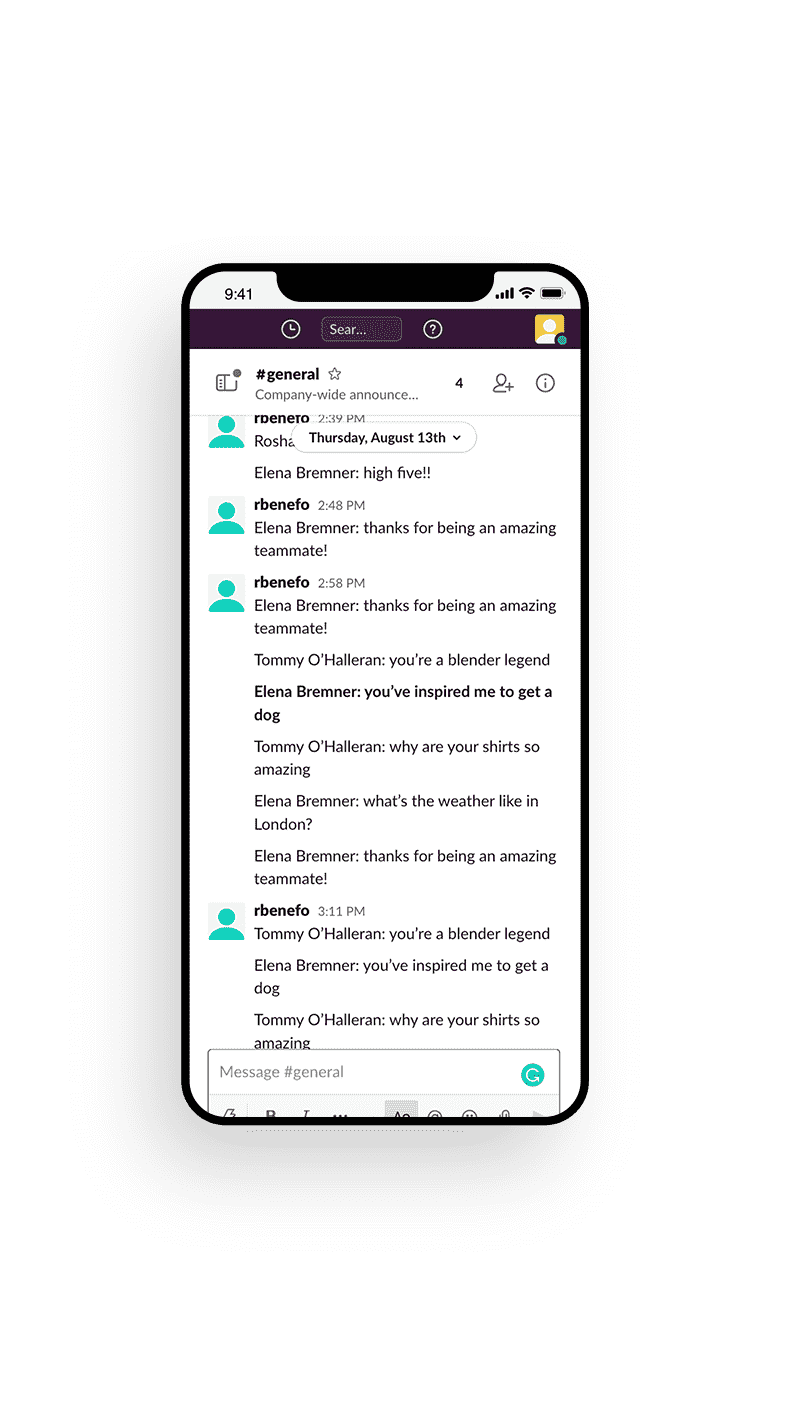 9:41
Sear...
#general
Company-wide announce...
4
rbenefo 2:39 PM
Thursday, August 13th
Elena Bremner: high five!!
rbenefo 2:48 PM
Elena Bremner: thanks for being an amazing
teammate!
rbenefo 2:58 PM
Elena Bremner: thanks for being an amazing
teammate!
Tommy O’Halleran: you’re a blender legend
Elena Bremner: you’ve inspired me to get a
dog
Tommy O’Halleran: why are your shirts so
amazing
Elena Bremner: what’s the weather like in
London?
Elena Bremner: thanks for being an amazing
teammate!
rbenefo 3:11 PM
Tommy O’Halleran: you’re a blender legend
Elena Bremner: you’ve inspired me to get a
dog
Tommy O’Halleran: why are your shirts so
amazing
Message #general
B I ... Aa @